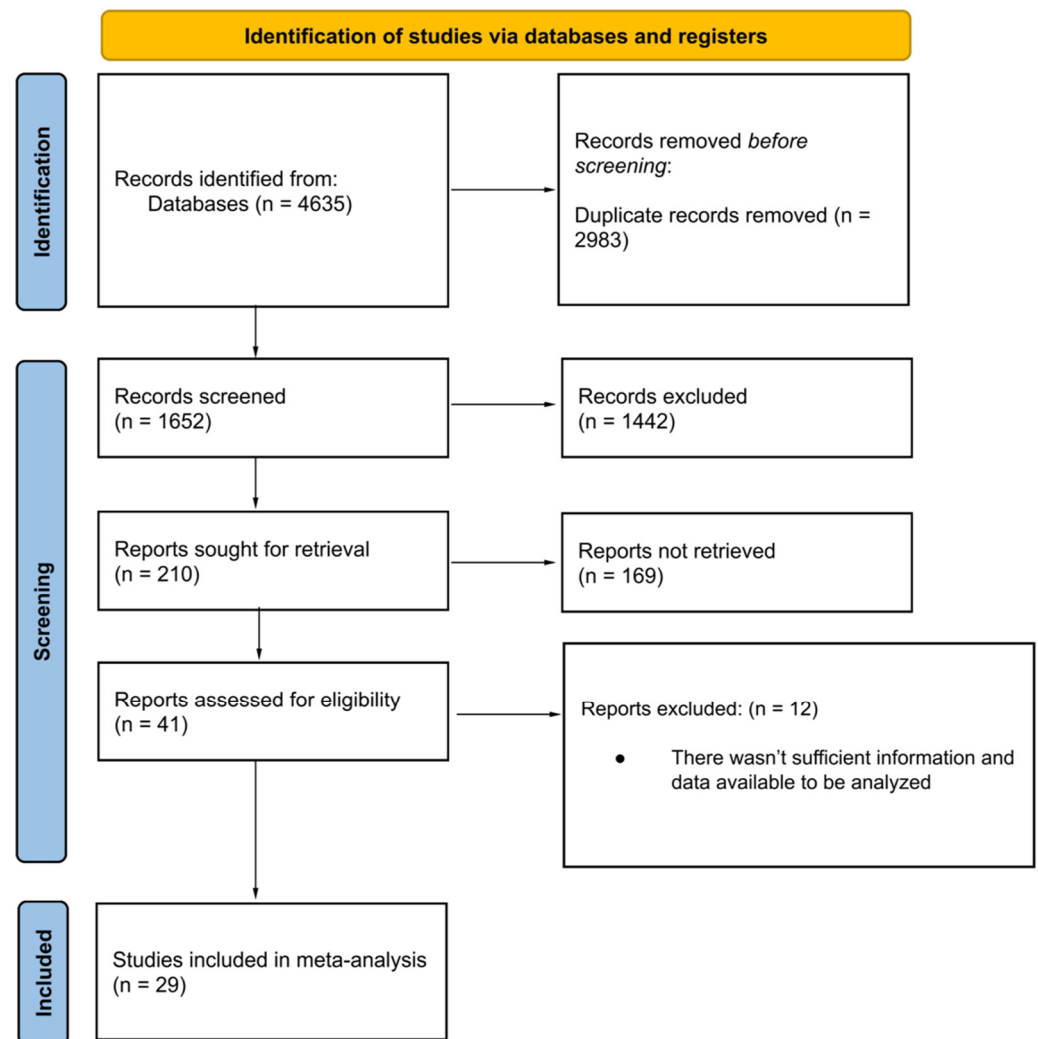 Identification of studies via databases and registers
Identification
Records identified from:
Databases (n = 4635)
Records removed before
screening:
Duplicate records removed (n =
2983)
Screening
Records screened
(n = 1652)
Records excluded
(n = 1442)
Reports sought for retrieval
(n = 210)
Reports not retrieved
(n = 169)
Reports assessed for eligibility
(n = 41)
Reports excluded: (n = 12)
● There wasn’t sufficient information and
data available to be analyzed
Included
Studies included in meta-analysis
(n = 29)